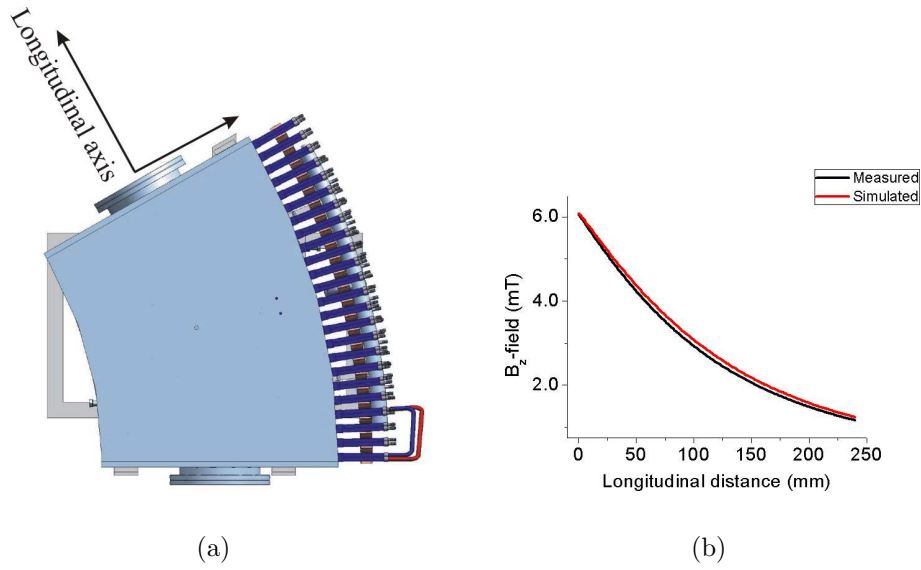 Longitudinal axis
Measured
Simulated
6.0
4.0
2.0
B_z-field (mT)
0 50 100 150 200 250
Longitudinal distance (mm)
(a)
(b)